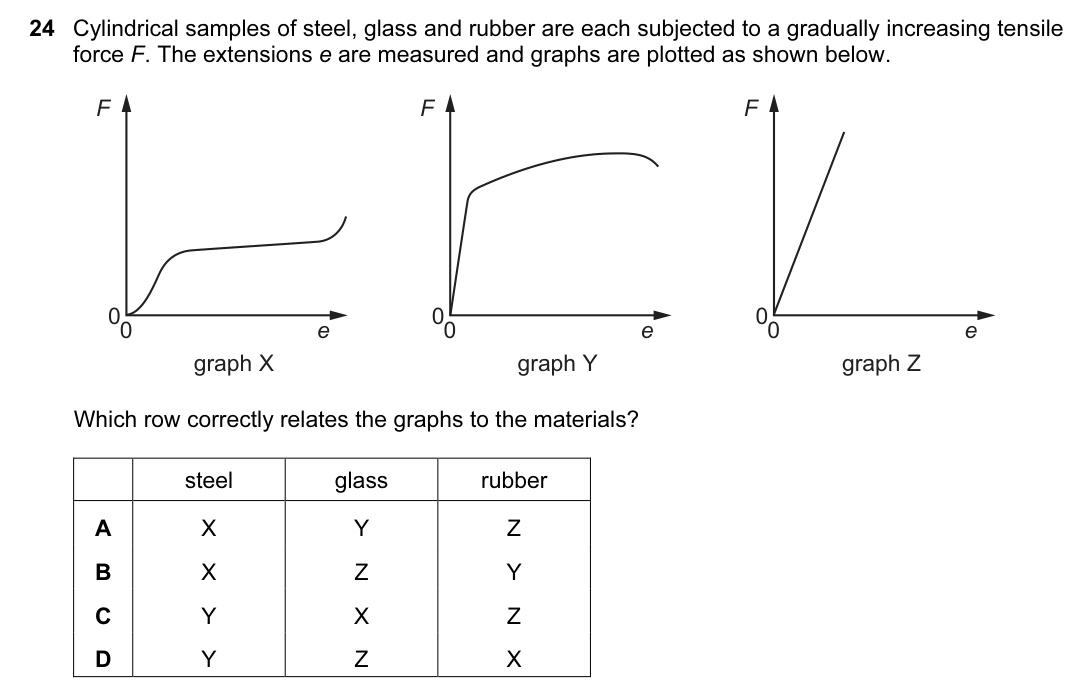 24 Cylindrical samples of steel, glass and rubber are each subjected to a gradually increasing tensile
force F. The extensions e are measured and graphs are plotted as shown below.
F F F
0 0 0
0 e 0 e 0 e
graph X graph Y graph Z
Which row correctly relates the graphs to the materials?
steel glass rubber
A X Y Z
B X Z Y
C Y X Z
D Y Z X